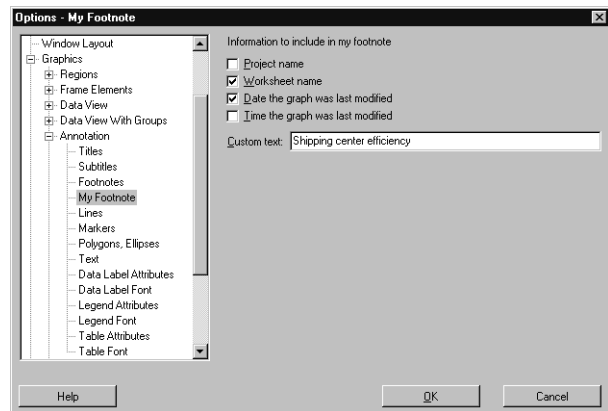 Options - My Footnote
Window Layout
Graphics
Regions
Frame Elements
Data View
Data View With Groups
Annotation
Titles
Subtitles
Footnotes
My Footnote
Lines
Markers
Polygons, Ellipses
Text
Data Label Attributes
Data Label Font
Legend Attributes
Legend Font
Table Attributes
Table Font
Information to include in my footnote
Project name
Worksheet name
Date the graph was last modified
Time the graph was last modified
Custom text: Shipping center efficiency
Help OK Cancel